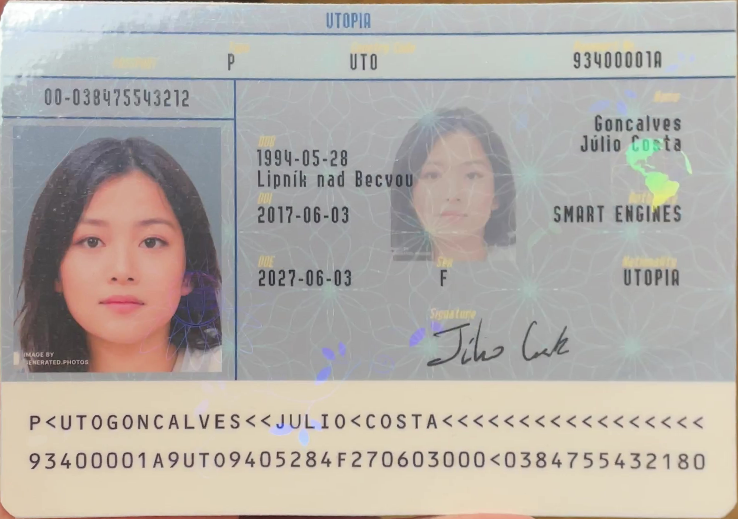 UTOPIA
P
UTO
93400001A
00-038475543212
Name
Goncalves
Júlio Costa
DOB
1994-05-28
Lipník nad Becvou
DOI
2017-06-03
SMART ENGINES
DOE
2027-06-03
Sex
F
Nationality
UTOPIA
Signature
IMAGE BY
GENERATED.PHOTOS
P<UTOGONCALVES<<JULIO<COSTA<<<<<<<<<<<<<<<<<
93400001A9UTO9405284F270603000<0384755432180